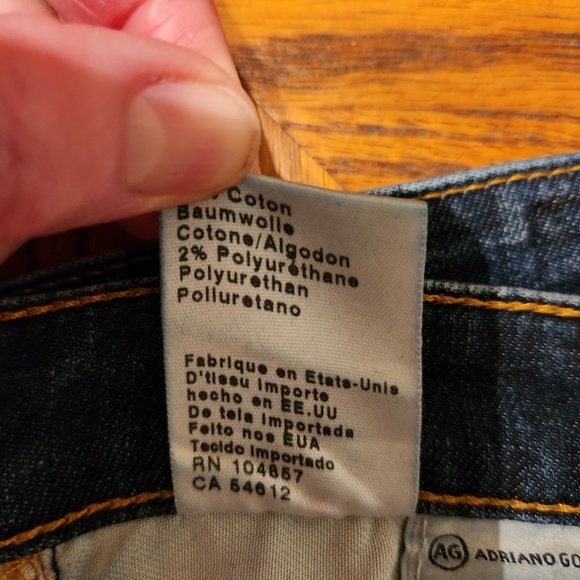 Coton
Baumwolle
Cotone/Algodon
2% Polyuréthane
Polyurethan
Poliuretano
Fabrique en Etats-Unis
D'tissu importe
hecho en EE.UU
De tela importada
Feito nos EUA
Tecido importado
RN 104857
CA 54612
AG ADRIANO GO